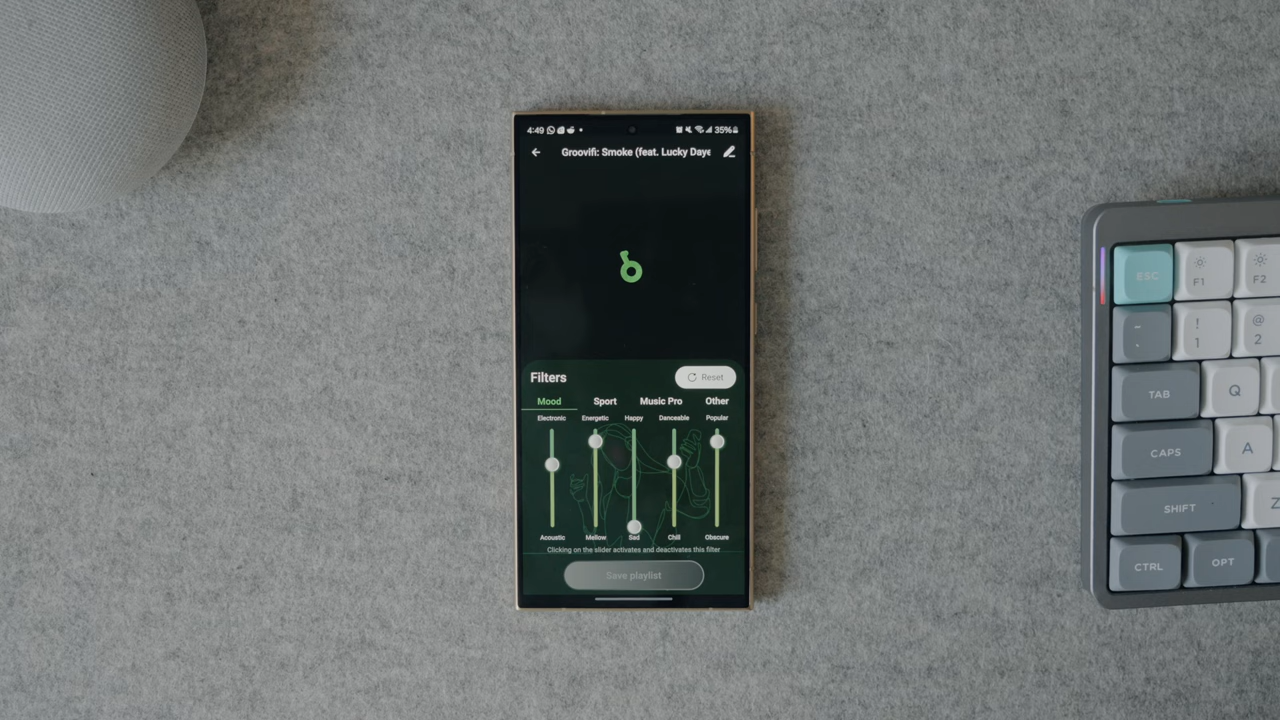 4:49 35%
Groovifi: Smoke (feat. Lucky Daye
Filters
Reset
Mood Sport Music Pro Other
Electronic Energetic Happy Danceable Popular
Acoustic Mellow Sad Chill Obscure
Clicking on the slider activates and deactivates this filter
Save playlist
ESC F1 F2
~ ! @
1 2
TAB Q
CAPS A
SHIFT Z
CTRL OPT